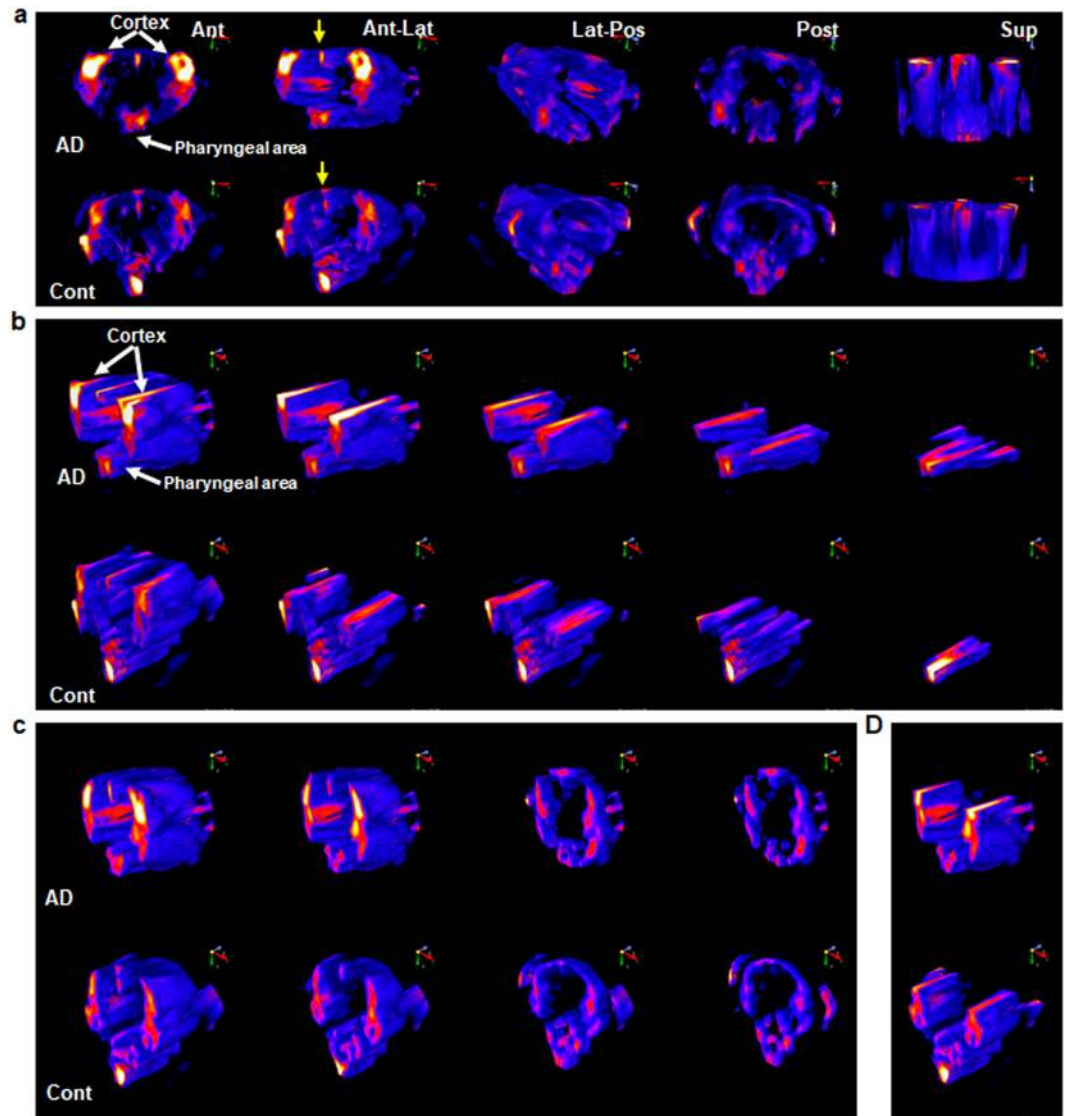 a
Cortex
Ant
Ant-Lat
Lat-Pos
Post
Sup
AD
Pharyngeal area
Cont
b
Cortex
AD
Pharyngeal area
Cont
c
D
AD
Cont